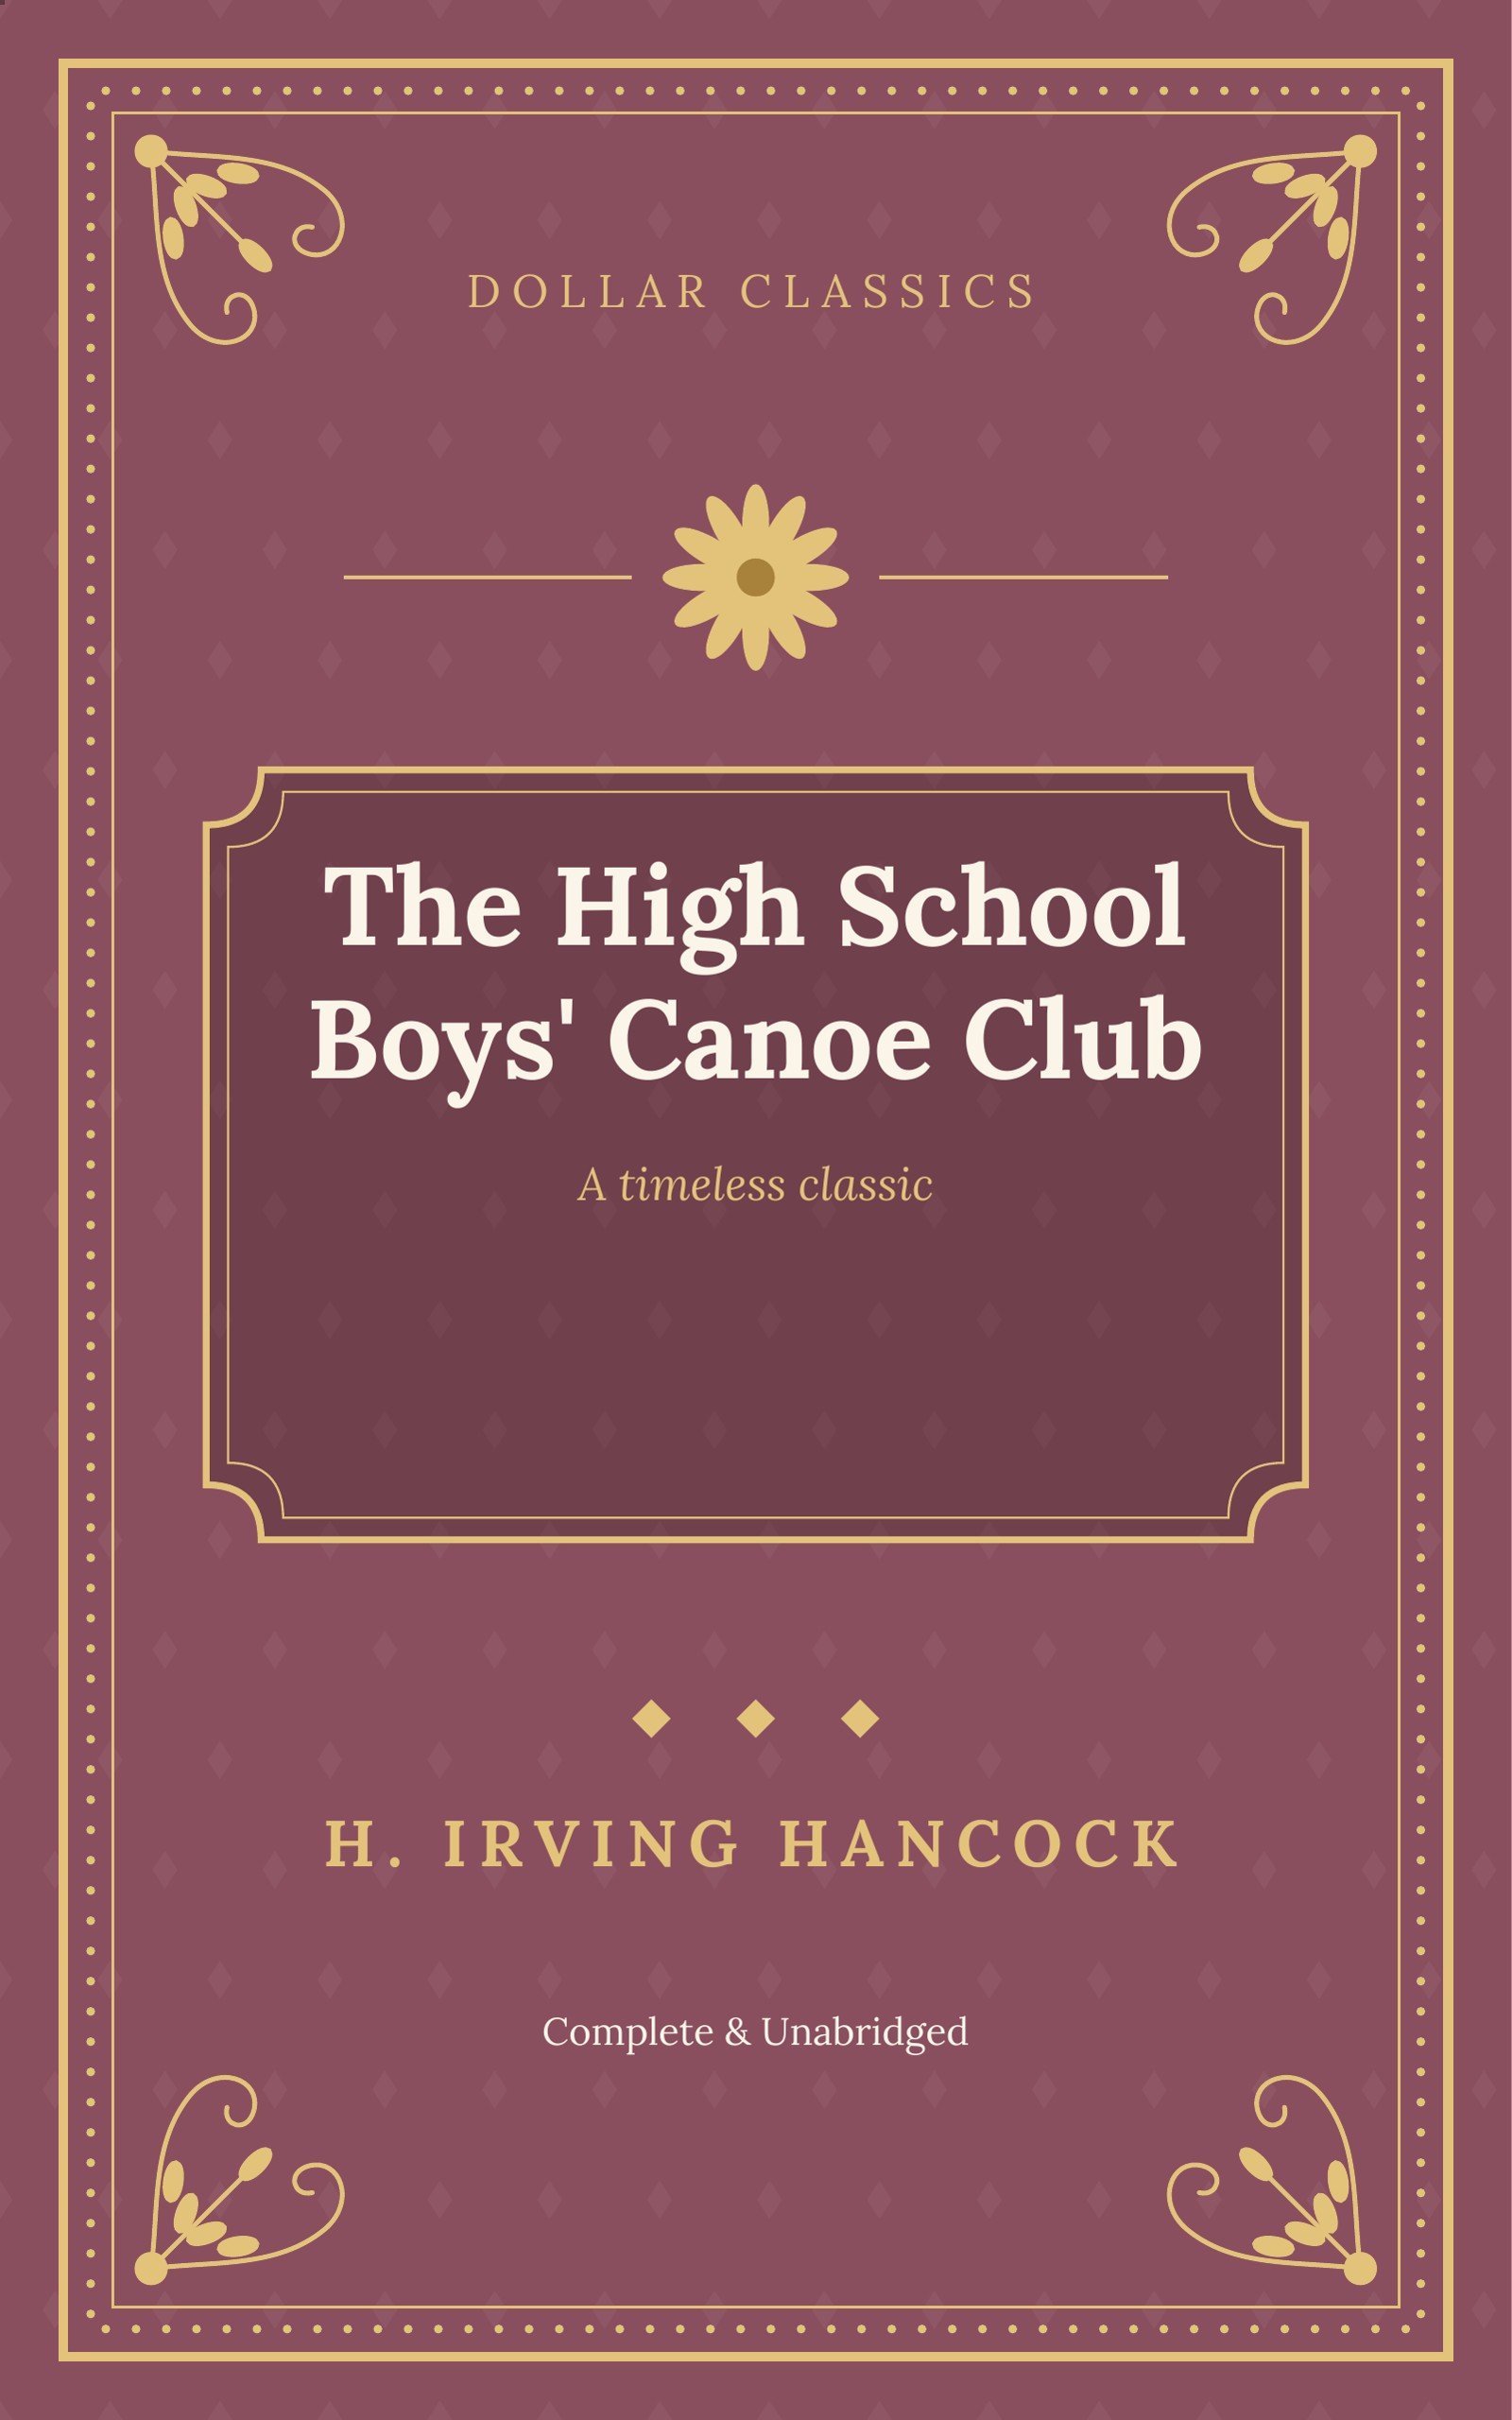 DOLLAR CLASSICS
The High School
Boys' Canoe Club
A timeless classic
H. IRVING HANCOCK
Complete & Unabridged